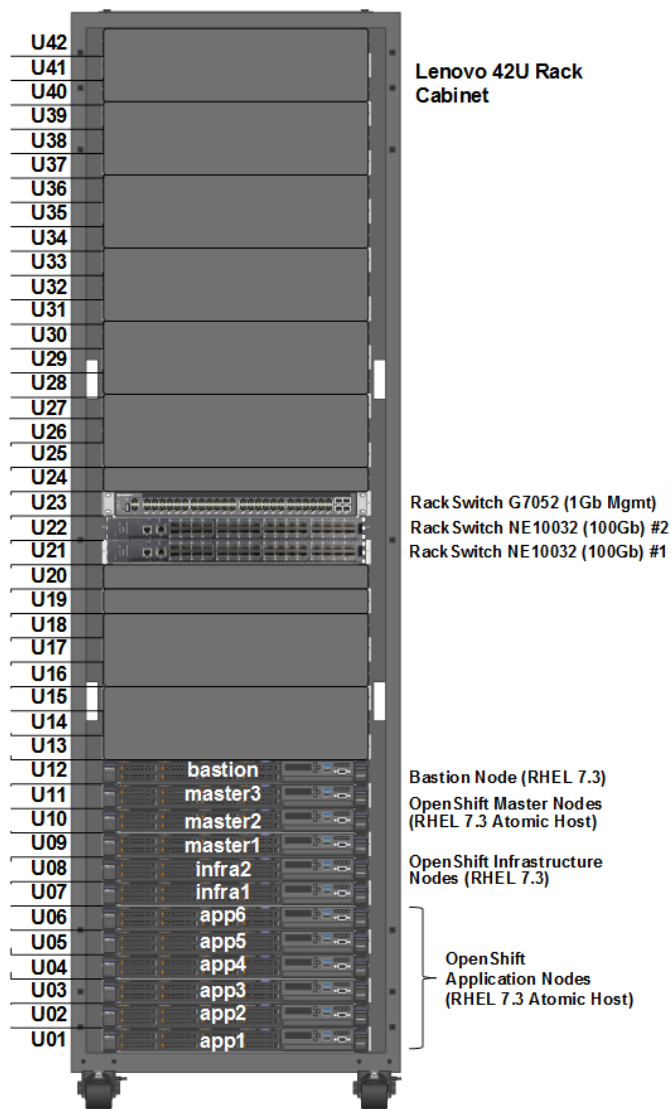 U42
U41
U40
U39
U38
U37
U36
U35
U34
U33
U32
U31
U30
U29
U28
U27
U26
U25
U24
U23
U22
U21
U20
U19
U18
U17
U16
U15
U14
U13
U12
U11
U10
U09
U08
U07
U06
U05
U04
U03
U02
U01
bastion
master3
master2
master1
infra2
infra1
app6
app5
app4
app3
app2
app1
Lenovo 42U Rack
Cabinet
RackSwitch G7052 (1Gb Mgmt)
RackSwitch NE10032 (100Gb) #2
RackSwitch NE10032 (100Gb) #1
Bastion Node (RHEL 7.3)
OpenShift Master Nodes
(RHEL 7.3 Atomic Host)
OpenShift Infrastructure
Nodes (RHEL 7.3)
OpenShift
Application Nodes
(RHEL 7.3 Atomic Host)